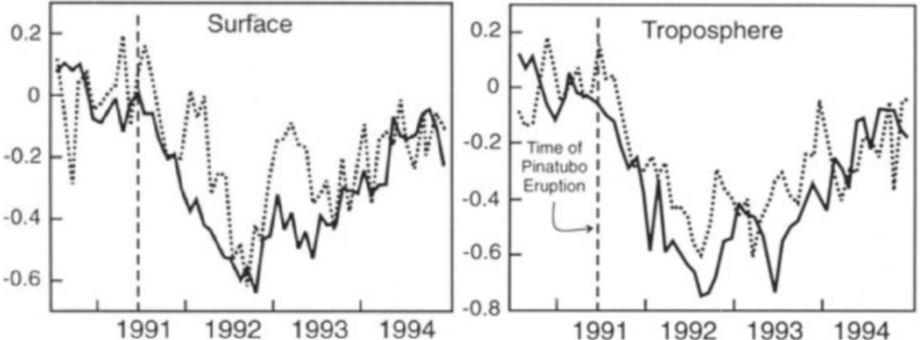 Surface
0.2
0
-0.2
-0.4
-0.6
1991 1992 1993 1994
Troposphere
0.2
0
-0.2
-0.4
-0.6
-0.8
Time of
Pinatubo
Eruption
1991 1992 1993 1994